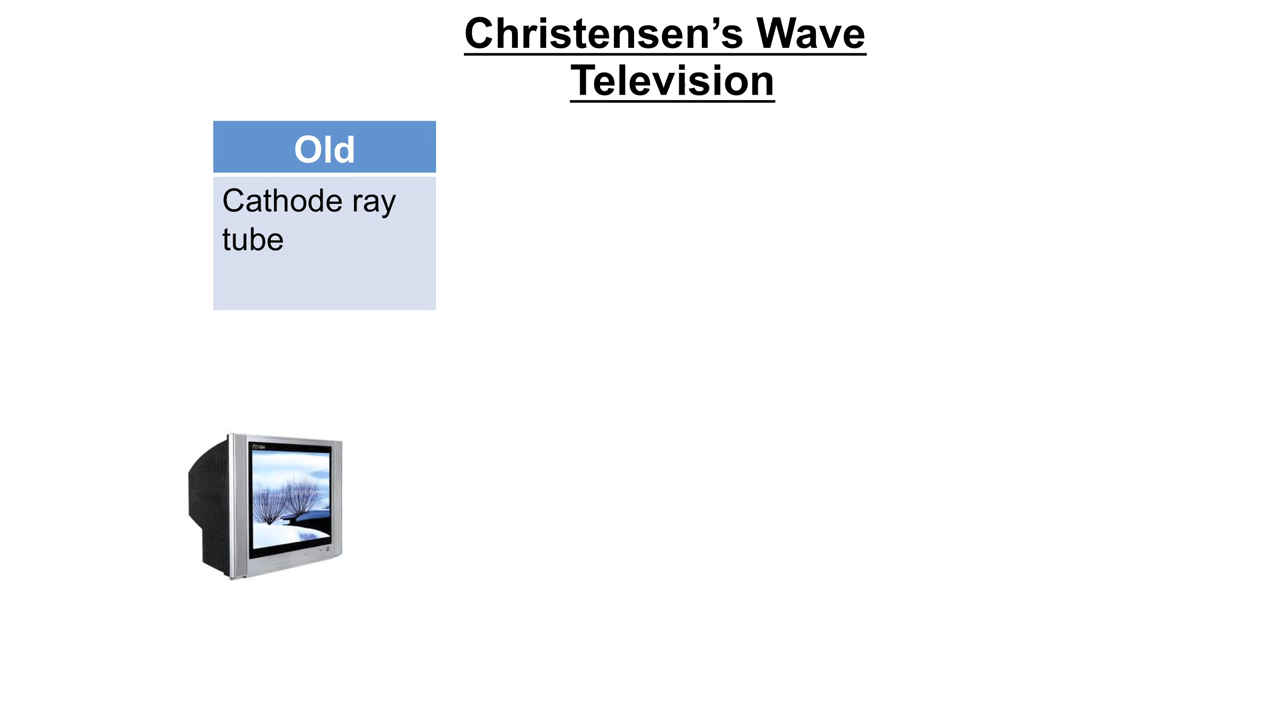 Christensen’s Wave
Television
Old
Cathode ray
tube